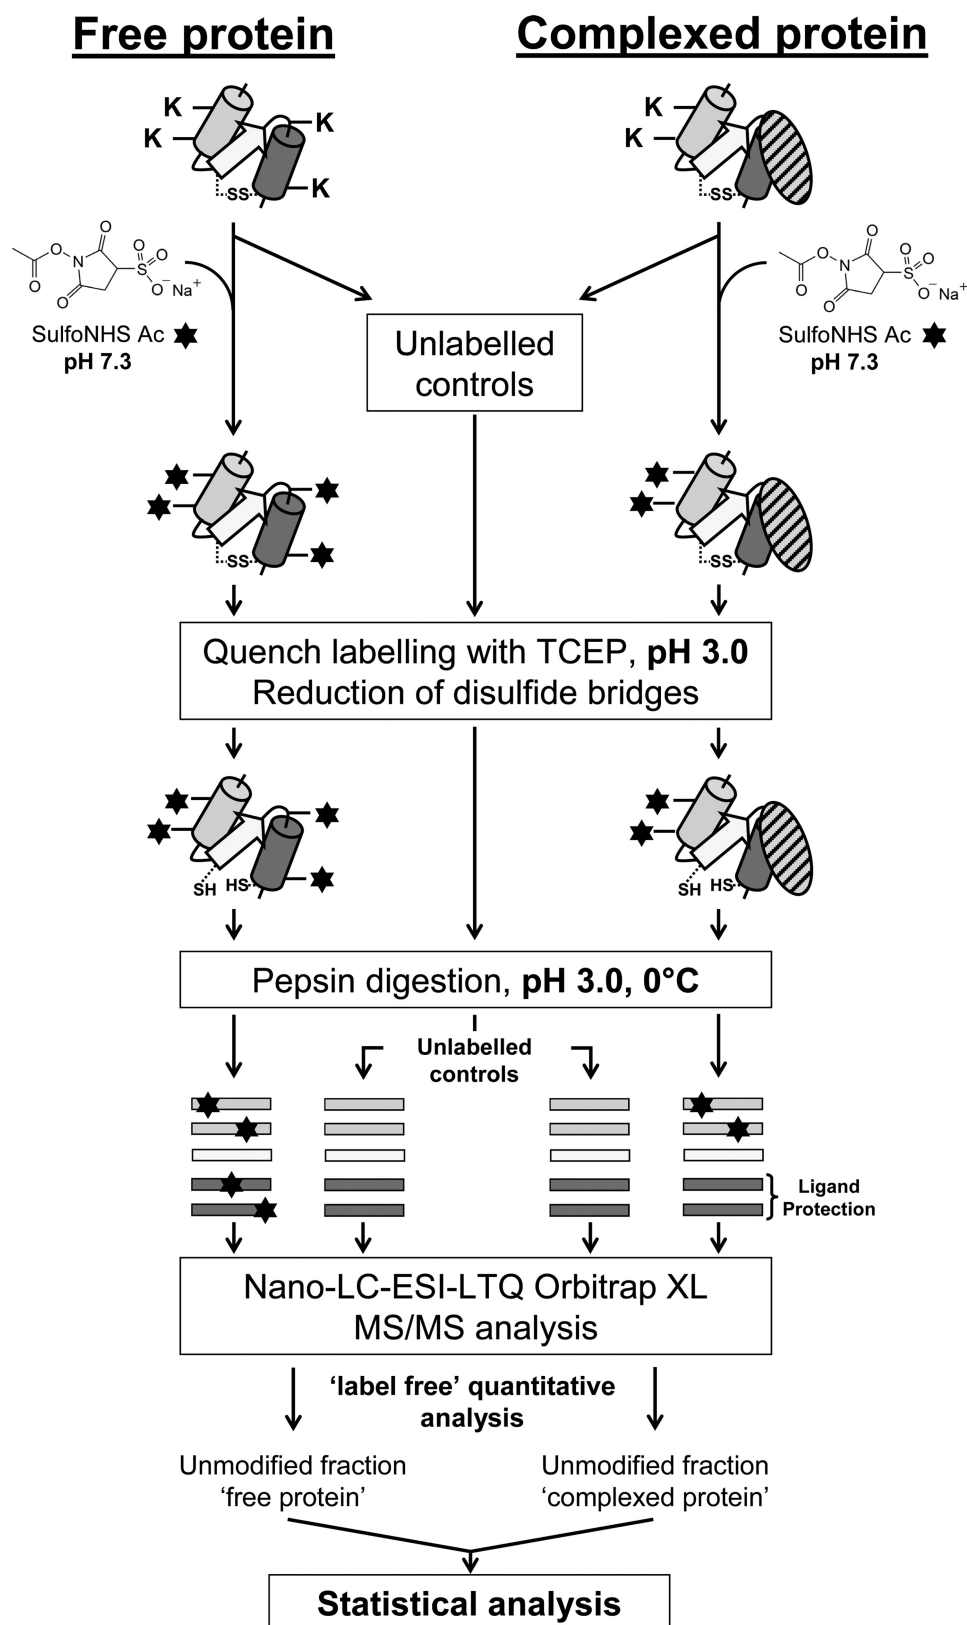 Free protein
Complexed protein
K
K
K
K
SS
K
K
SS
O
O
O
N
O
S
O
O
O⁻
Na⁺
SulfoNHS Ac
pH 7.3
O
O
O
N
O
S
O
O
O⁻
Na⁺
SulfoNHS Ac
pH 7.3
Unlabelled
controls
SS
SS
Quench labelling with TCEP, pH 3.0
Reduction of disulfide bridges
SH HS
SH HS
Pepsin digestion, pH 3.0, 0°C
Unlabelled
controls
Ligand
Protection
Nano-LC-ESI-LTQ Orbitrap XL
MS/MS analysis
‘label free’ quantitative
analysis
Unmodified fraction
‘free protein’
Unmodified fraction
‘complexed protein’
Statistical analysis